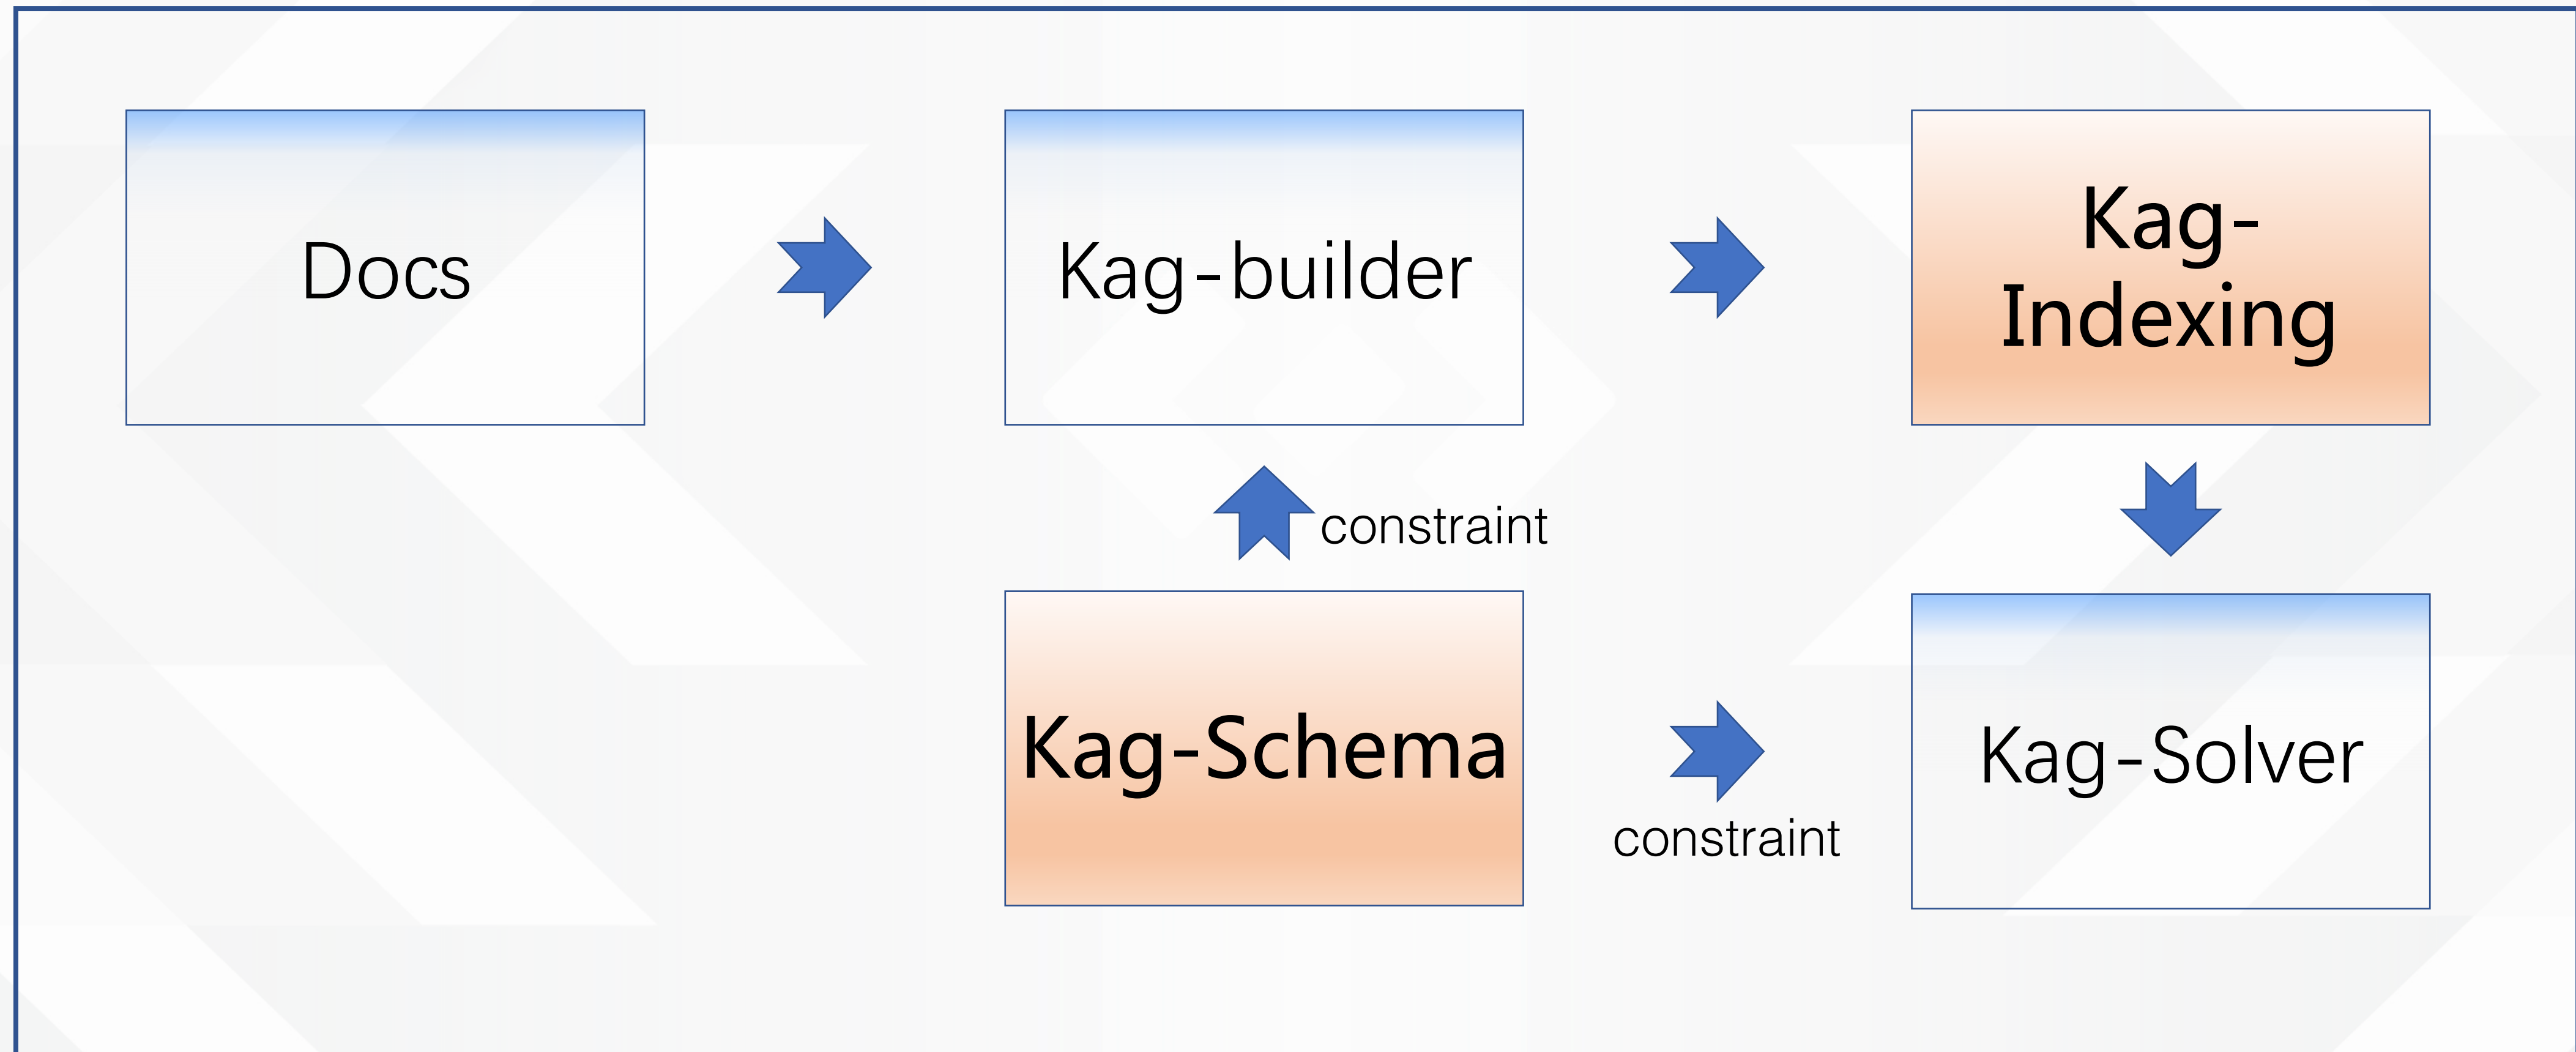 Docs
Kag-builder
Kag-
Indexing
constraint
Kag-Schema
constraint
Kag-Solver